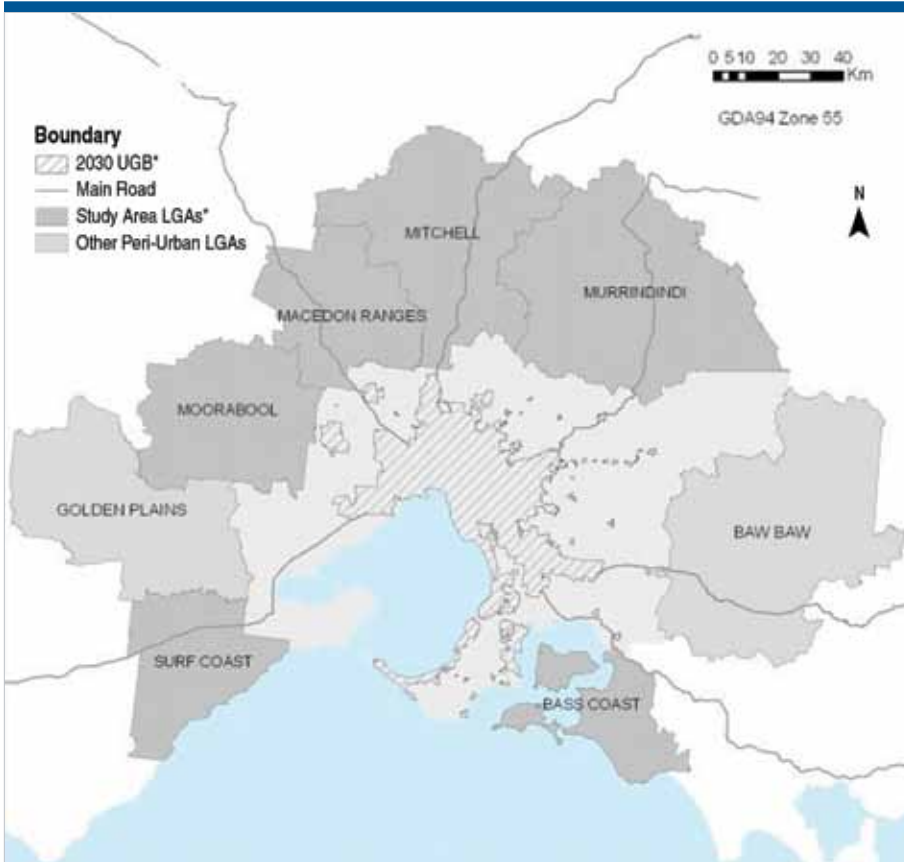 0 5 10 20 30 40
Km
GDA94 Zone 55
Boundary
2030 UGB*
Main Road
Study Area LGAs*
Other Peri-Urban LGAs
N
MITCHELL
MURRINDINDI
MACEDON RANGES
MOORABOOL
GOLDEN PLAINS
BAW BAW
SURF COAST
BASS COAST